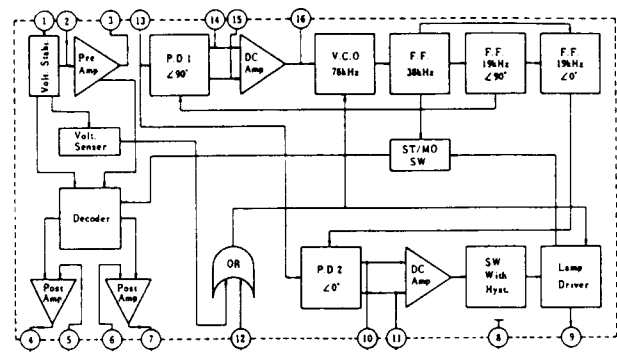 1 2 3 13 14 15 16
Volt. Stabi.
Pre
Amp
P.D 1
∠90°
DC
Amp
V.C.O
76kHz
F.F.
38kHz
F.F
19kHz
∠90°
F.F.
19kHz
∠0°
Volt.
Senser
ST/MO
SW
Decoder
OR
P.D.2
∠0°
DC
Amp
SW
With
Hyst.
Lamp
Driver
Post
Amp
Post
Amp
4 5 6 7 12 10 11 8 9